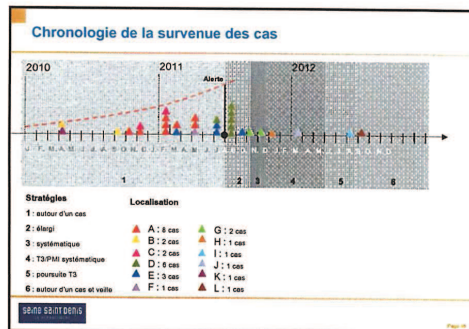 Chronologie de la survenue des cas
2010
2011
2012
Alerte
1
2
3
4
5
6
Stratégies
Localisation
1 : autour d'un cas
2 : élargi
3 : systématique
4 : T3/PMI systématique
5 : poursuite T3
6 : autour d'un cas et veille
A : 8 cas
B : 2 cas
C : 2 cas
D : 6 cas
E : 3 cas
F : 1 cas
G : 2 cas
H : 1 cas
I : 1 cas
J : 1 cas
K : 1 cas
L : 1 cas
seine saint denis